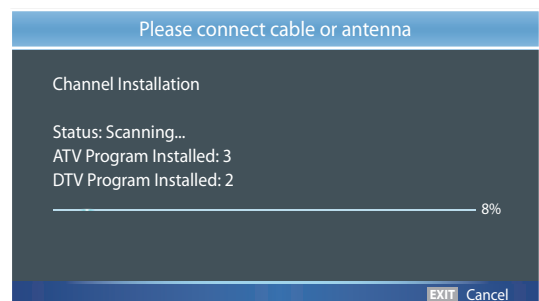 Please connect cable or antenna
Channel Installation
Status: Scanning...
ATV Program Installed: 3
DTV Program Installed: 2
8%
EXIT Cancel